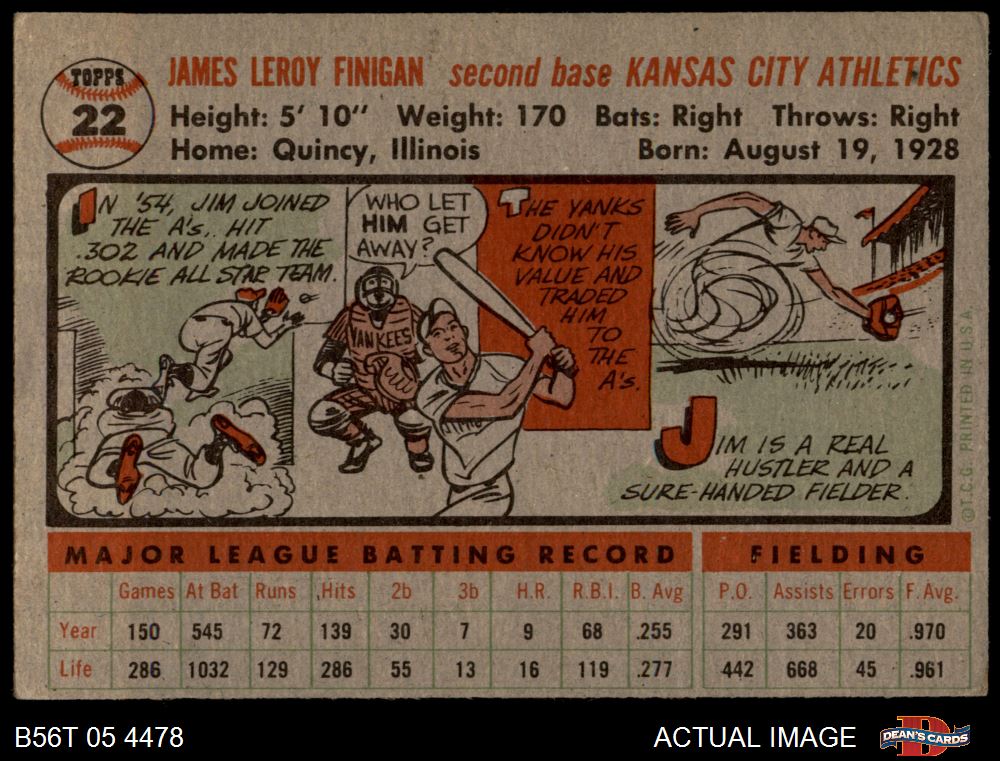 TOPPS
22
JAMES LEROY FINIGAN second base KANSAS CITY ATHLETICS
Height: 5' 10" Weight: 170 Bats: Right Throws: Right
Home: Quincy, Illinois Born: August 19, 1928
IN '54, JIM JOINED
THE 'A's,. HIT
.302 AND MADE THE
ROOKIE ALL STAR TEAM.
WHO LET
HIM GET
AWAY?
YANKEES
THE YANKS
DIDN'T
KNOW HIS
VALUE AND
TRADED
HIM
TO
THE
A's.
JIM IS A REAL
HUSTLER AND A
SURE-HANDED FIELDER.
©T.C.G. PRINTED IN U.S.A.
MAJOR LEAGUE BATTING RECORD FIELDING
Games At Bat Runs Hits 2b 3b H.R. R.B.I. B. Avg P.O. Assists Errors F. Avg.
Year 150 545 72 139 30 7 9 68 .255 291 363 20 .970
Life 286 1032 129 286 55 13 16 119 .277 442 668 45 .961
B56T 05 4478 ACTUAL IMAGE DEAN'S CARDS